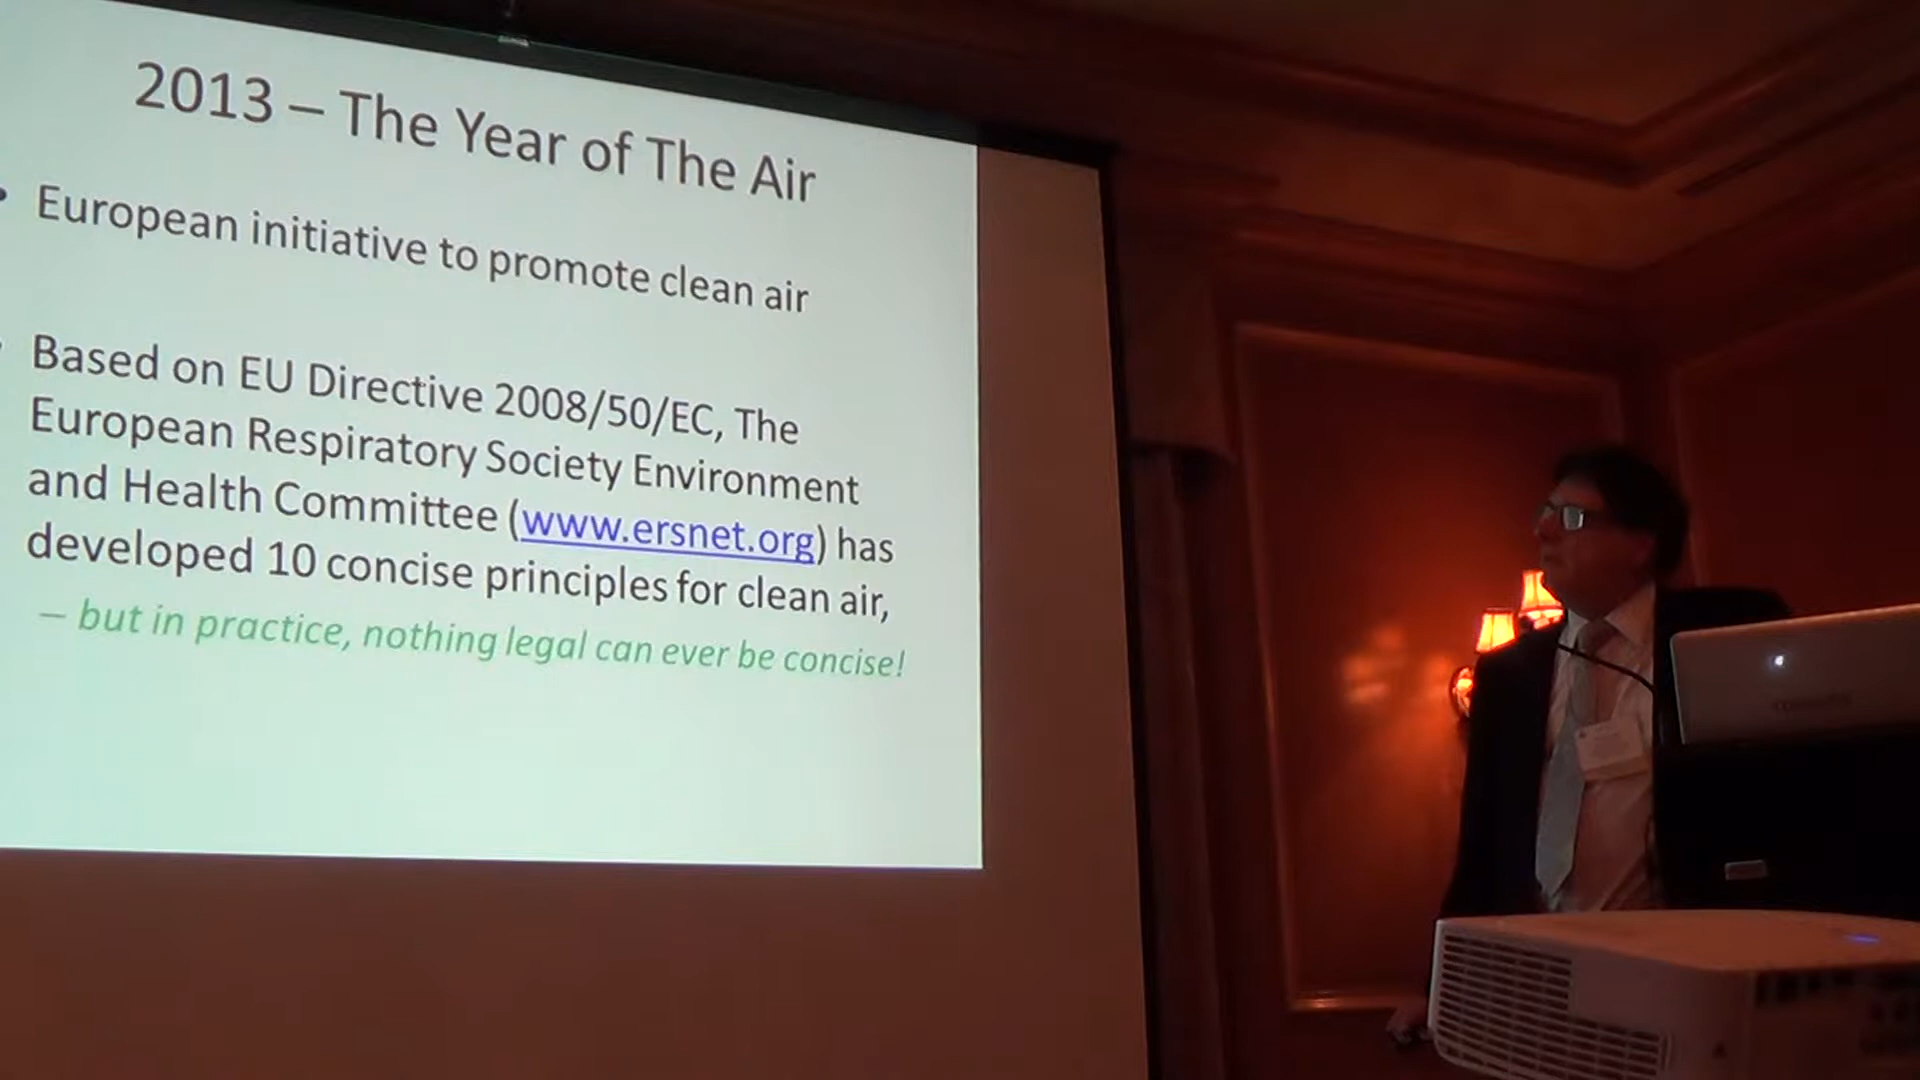 2013 – The Year of The Air
• European initiative to promote clean air
• Based on EU Directive 2008/50/EC, The
European Respiratory Society Environment
and Health Committee (www.ersnet.org) has
developed 10 concise principles for clean air,
– but in practice, nothing legal can ever be concise!